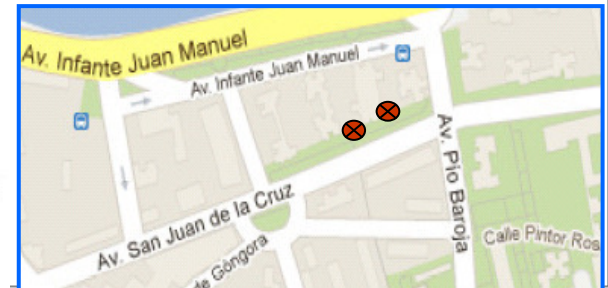 Av. Infante Juan Manuel
Av. Infante Juan Manuel
Av. San Juan de la Cruz
Av. Pío Baroja
Calle Pintor Ros
de Góngora